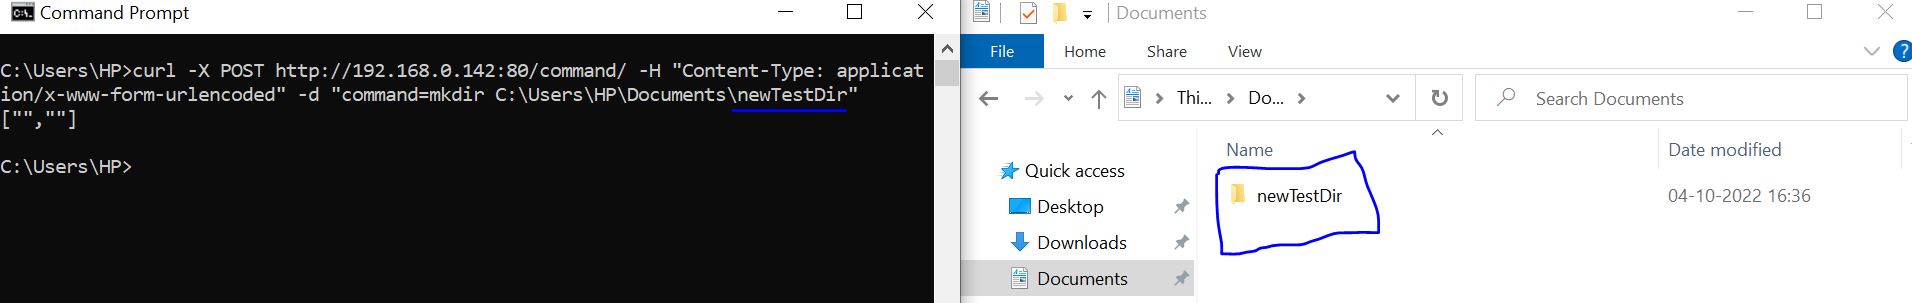 Command Prompt
C:\Users\HP>curl -X POST http://192.168.0.142:80/command/ -H "Content-Type: applicat
ion/x-www-form-urlencoded" -d "command=mkdir C:\Users\HP\Documents\newTestDir"
["",""]
C:\Users\HP>
Documents
File Home Share View
Thi... Do... Search Documents
Name Date modified
Quick access
newTestDir 04-10-2022 16:36
Desktop
Downloads
Documents